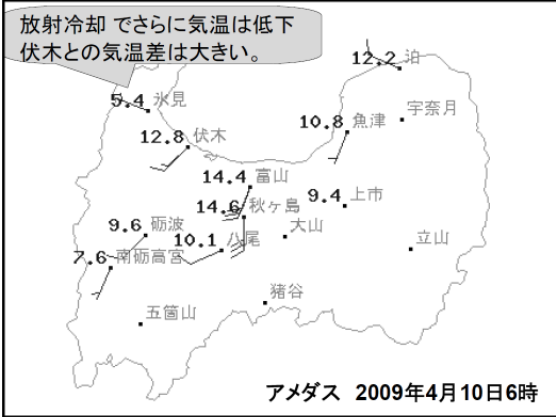 放射冷却 でさらに気温は低下
伏木との気温差は大きい。
12.2 泊
5.4 氷見
10.8 魚津
宇奈月
12.8 伏木
14.4 富山
9.4 上市
14.6 秋ヶ島
9.6 砺波
大山
10.1 八尾
立山
7.6 南砺高宮
猪谷
五箇山
アメダス 2009年4月10日6時